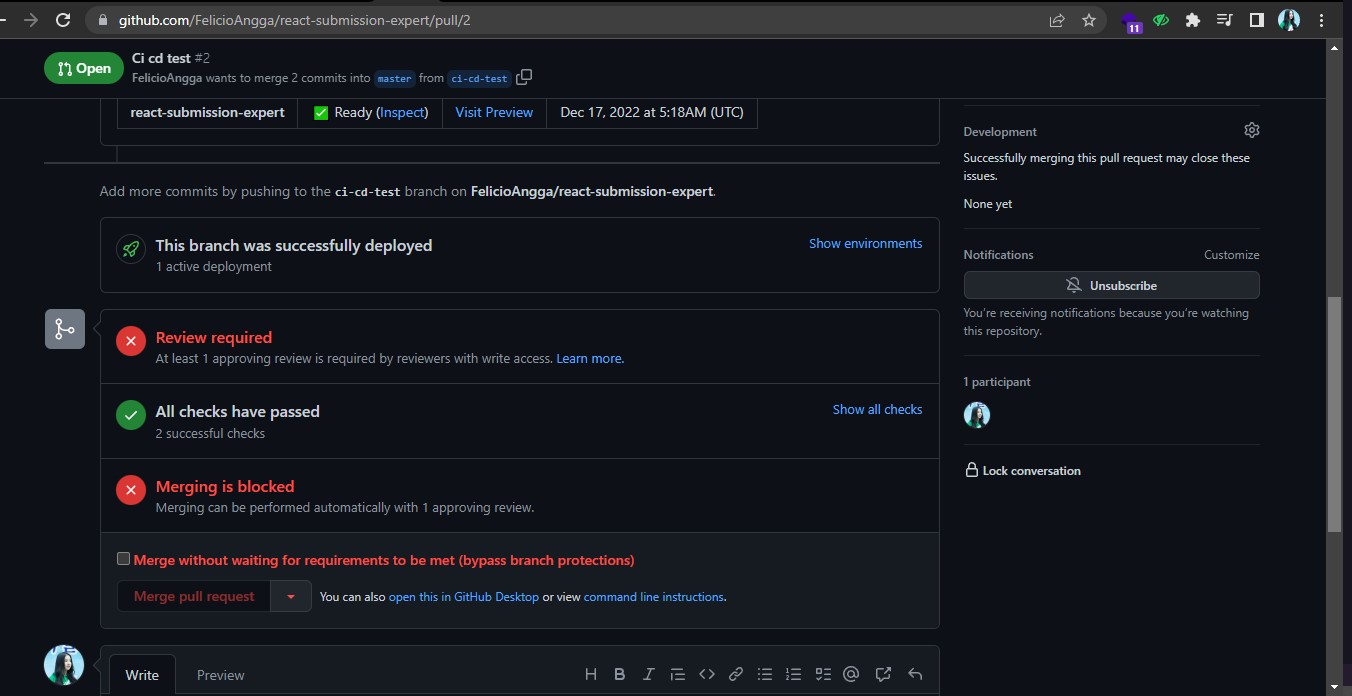 github.com/FelicioAngga/react-submission-expert/pull/2
11
Open
Ci cd test #2
FelicioAngga wants to merge 2 commits into master from ci-cd-test
react-submission-expert
✅ Ready (Inspect)
Visit Preview
Dec 17, 2022 at 5:18AM (UTC)
Add more commits by pushing to the ci-cd-test branch on FelicioAngga/react-submission-expert.
This branch was successfully deployed
1 active deployment
Show environments
Review required
At least 1 approving review is required by reviewers with write access. Learn more.
All checks have passed
2 successful checks
Show all checks
Merging is blocked
Merging can be performed automatically with 1 approving review.
Merge without waiting for requirements to be met (bypass branch protections)
Merge pull request
You can also open this in GitHub Desktop or view command line instructions.
Write
Preview
Development
Successfully merging this pull request may close these
issues.
None yet
Notifications
Customize
Unsubscribe
You're receiving notifications because you're watching
this repository.
1 participant
Lock conversation